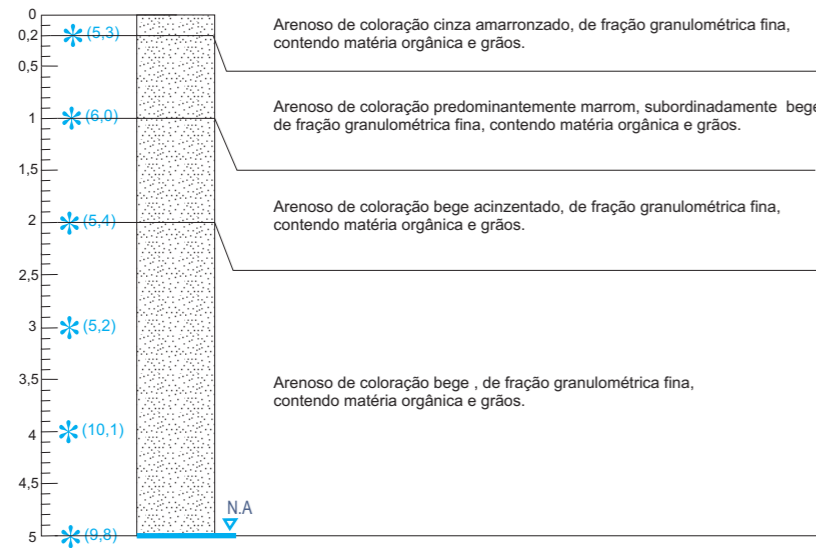 0
0,2
(5,3)
Arenoso de coloração cinza amarronzado, de fração granulométrica fina,
contendo matéria orgânica e grãos.
0,5
1
(6,0)
Arenoso de coloração predominantemente marrom, subordinadamente bege
de fração granulométrica fina, contendo matéria orgânica e grãos.
1,5
2
(5,4)
Arenoso de coloração bege acinzentado, de fração granulométrica fina,
contendo matéria orgânica e grãos.
2,5
3
(5,2)
3,5
Arenoso de coloração bege , de fração granulométrica fina,
contendo matéria orgânica e grãos.
4
(10,1)
4,5
N.A
5
(9,8)